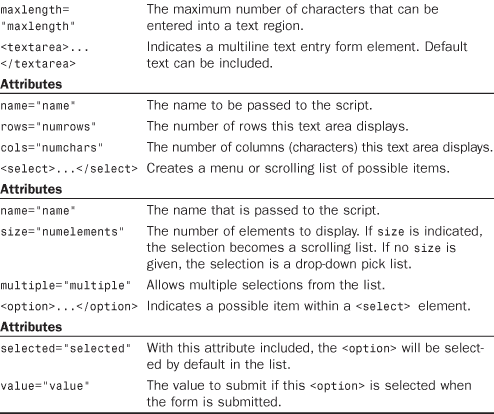 maxlength= The maximum number of characters that can be
"maxlength" entered into a text region.
<textarea>... Indicates a multiline text entry form element. Default
</textarea> text can be included.
Attributes
name="name" The name to be passed to the script.
rows="numrows" The number of rows this text area displays.
cols="numchars" The number of columns (characters) this text area displays.
<select>...</select> Creates a menu or scrolling list of possible items.
Attributes
name="name" The name that is passed to the script.
size="numelements" The number of elements to display. If size is indicated,
the selection becomes a scrolling list. If no size is
given, the selection is a drop-down pick list.
multiple="multiple" Allows multiple selections from the list.
<option>...</option> Indicates a possible item within a <select> element.
Attributes
selected="selected" With this attribute included, the <option> will be select-
ed by default in the list.
value="value" The value to submit if this <option> is selected when
the form is submitted.